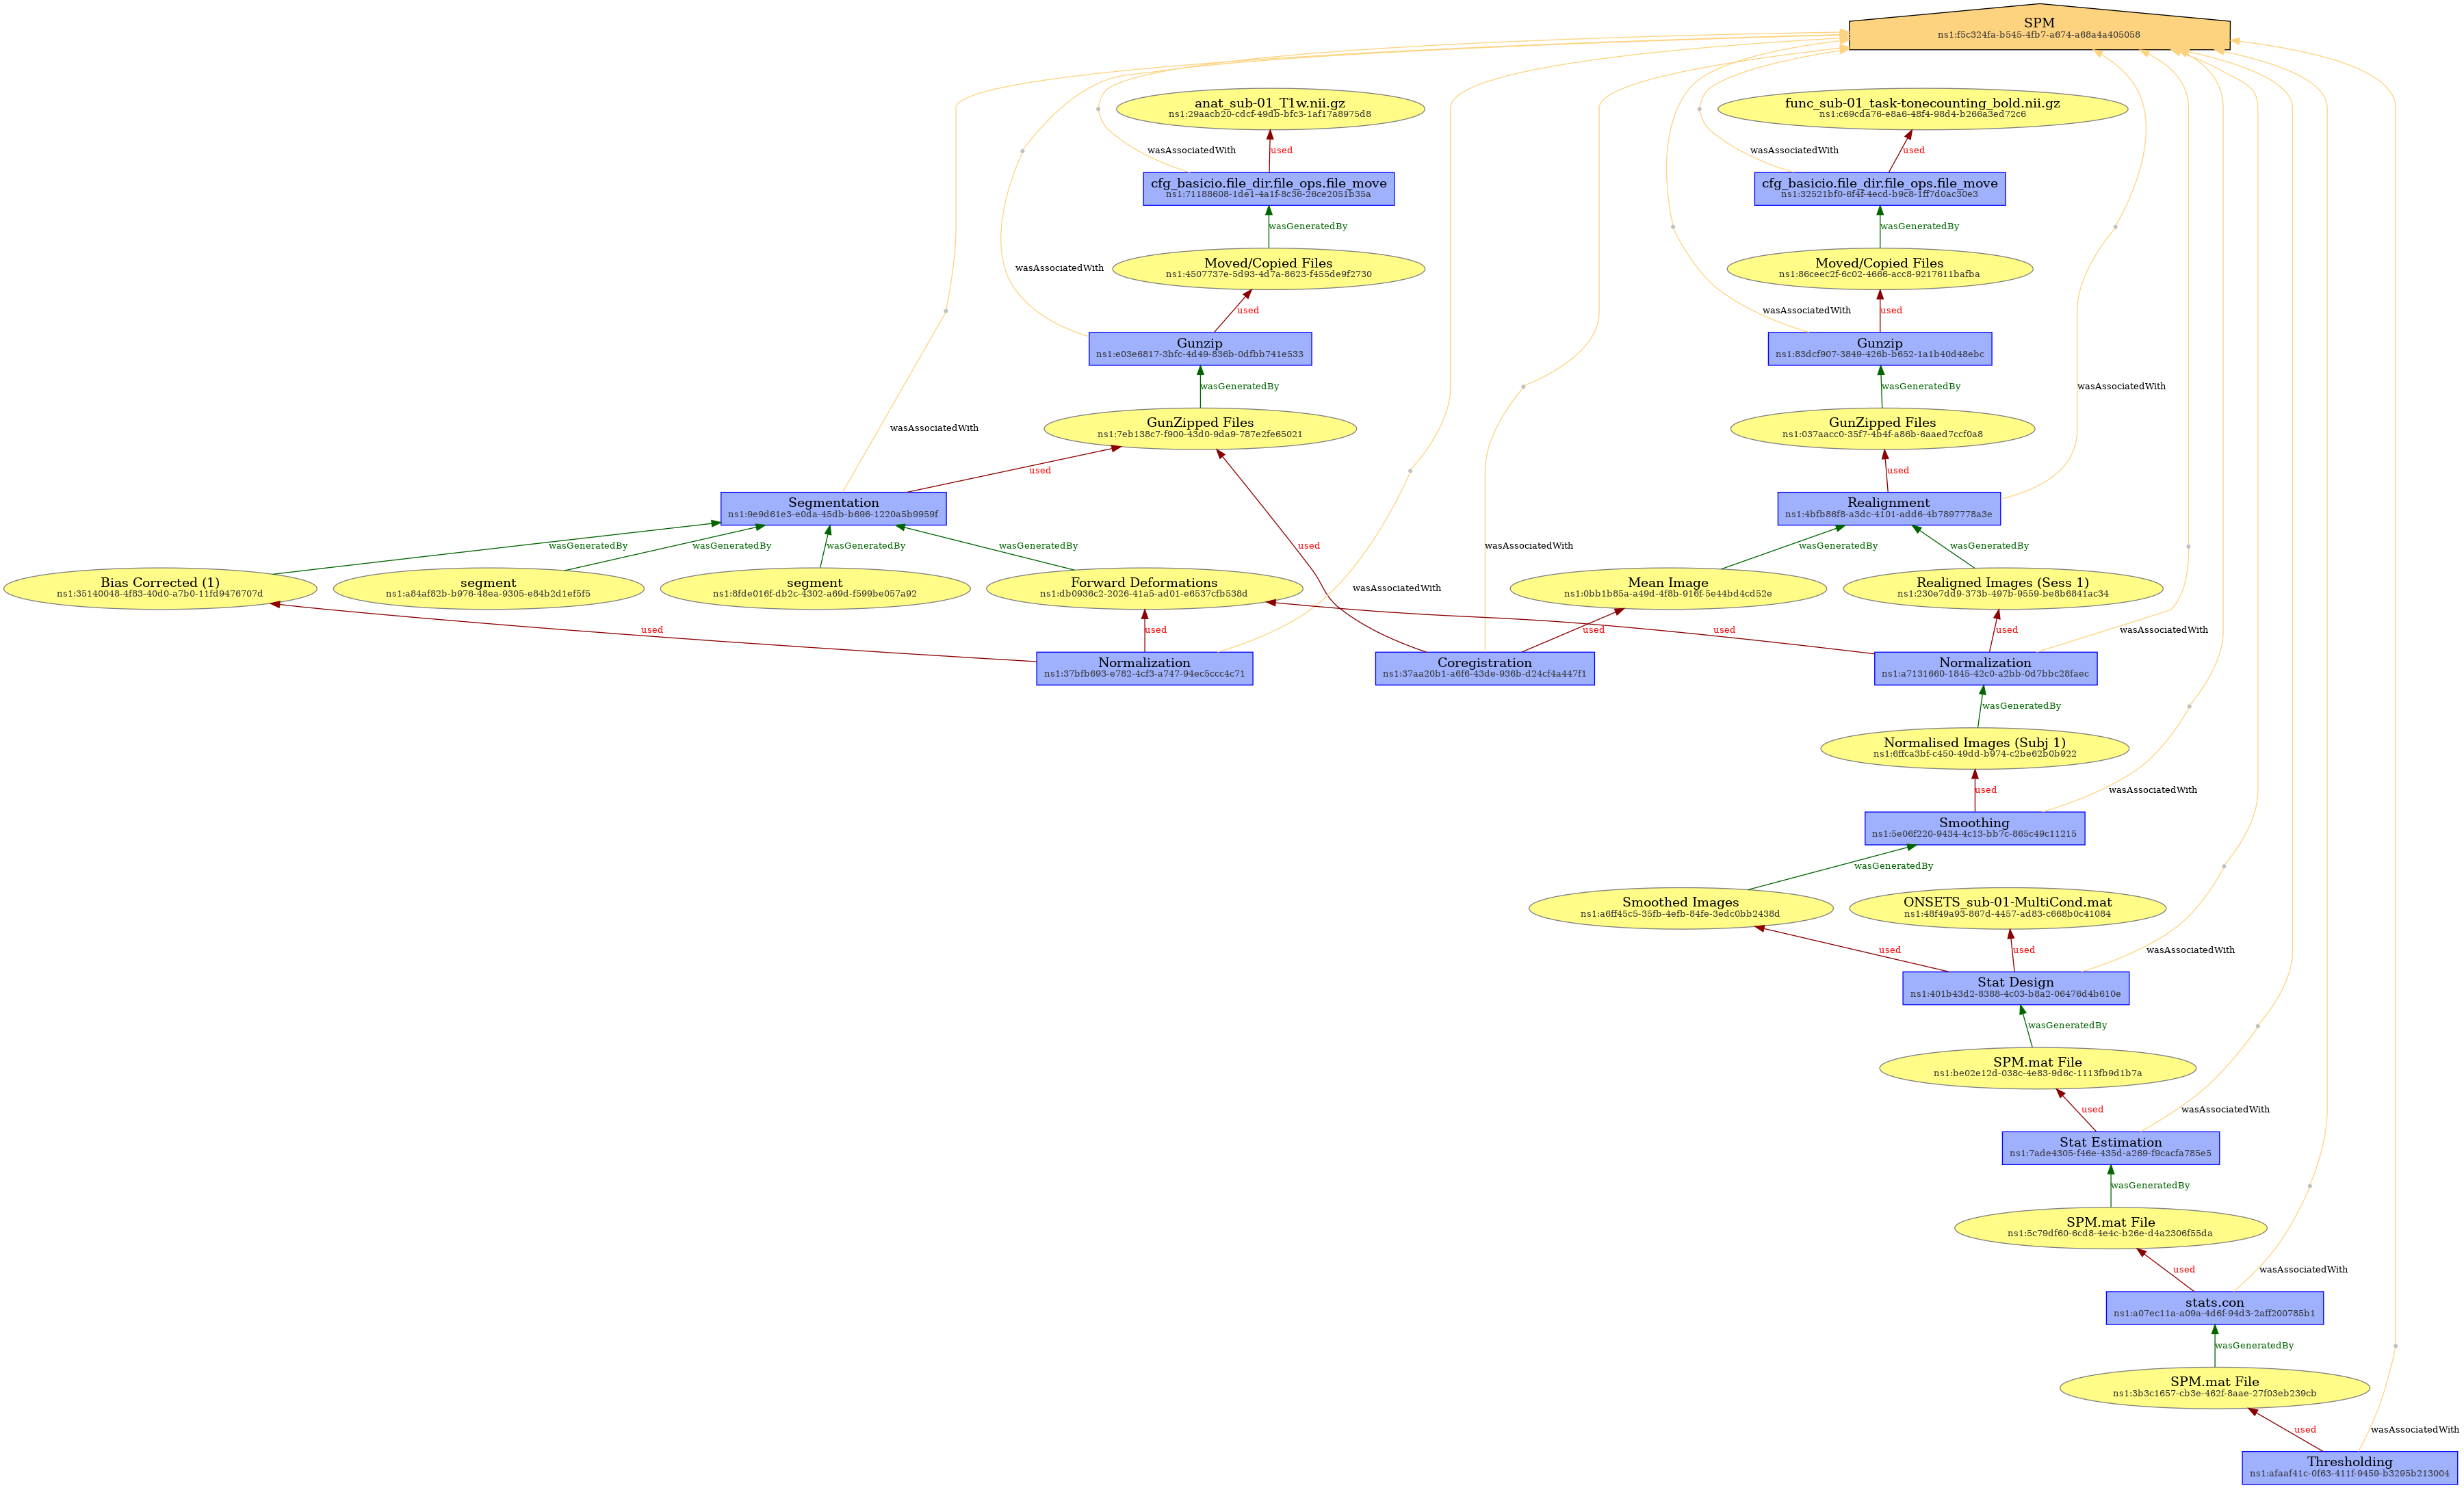 SPM
ns1:f5c324fa-b545-4fb7-a674-a68a4a405058
anat_sub-01_T1w.nii.gz
ns1:29aacb20-cdcf-49db-bfc3-1af17a8975d8
func_sub-01_task-tonecounting_bold.nii.gz
ns1:c69cda76-e8a6-48f4-98d4-b266a3ed72c6
wasAssociatedWith
used
wasAssociatedWith
used
cfg_basicio.file_dir.file_ops.file_move
ns1:71188608-1de1-4a1f-8c36-26ce2051b35a
cfg_basicio.file_dir.file_ops.file_move
ns1:32521bf0-6f4f-4ecd-b9c8-1ff7d0ac30e3
wasGeneratedBy
wasGeneratedBy
wasAssociatedWith
Moved/Copied Files
ns1:4507737e-5d93-4d7a-8623-f455de9f2730
Moved/Copied Files
ns1:86ceec2f-6c02-4666-acc8-9217611bafba
used
wasAssociatedWith
used
Gunzip
ns1:e03e6817-3bfc-4d49-836b-0dfbb741e533
Gunzip
ns1:83dcf907-3849-426b-b652-1a1b40d48ebc
wasGeneratedBy
wasGeneratedBy
wasAssociatedWith
wasAssociatedWith
GunZipped Files
ns1:7eb138c7-f900-43d0-9da9-787e2fe65021
GunZipped Files
ns1:037aacc0-35f7-4b4f-a86b-6aaed7ccf0a8
used
used
Segmentation
ns1:9e9d61e3-e0da-45db-b696-1220a5b9959f
Realignment
ns1:4bfb86f8-a3dc-4101-add6-4b7897778a3e
wasGeneratedBy
wasGeneratedBy
wasGeneratedBy
wasGeneratedBy
used
wasAssociatedWith
wasGeneratedBy
wasGeneratedBy
Bias Corrected (1)
ns1:35140048-4f83-40d0-a7b0-11fd9476707d
segment
ns1:a84af82b-b976-48ea-9305-e84b2d1ef5f5
segment
ns1:8fde016f-db2c-4302-a69d-f599be057a92
Forward Deformations
ns1:db0936c2-2026-41a5-ad01-e6537cfb538d
wasAssociatedWith
Mean Image
ns1:0bb1b85a-a49d-4f8b-916f-5e44bd4cd52e
Realigned Images (Sess 1)
ns1:230e7dd9-373b-497b-9559-be8b6841ac34
used
used
used
used
used
wasAssociatedWith
Normalization
ns1:37bfb693-e782-4cf3-a747-94ec5ccc4c71
Coregistration
ns1:37aa20b1-a6f6-43de-936b-d24cf4a447f1
Normalization
ns1:a7131660-1845-42c0-a2bb-0d7bbc28faec
wasGeneratedBy
Normalised Images (Subj 1)
ns1:6ffca3bf-c450-49dd-b974-c2be62b0b922
used
wasAssociatedWith
Smoothing
ns1:5e06f220-9434-4c13-bb7c-865c49c11215
wasGeneratedBy
Smoothed Images
ns1:a6ff45c5-35fb-4efb-84fe-3edc0bb2438d
ONSETS_sub-01-MultiCond.mat
ns1:48f49a93-867d-4457-ad83-c668b0c41084
used
used
wasAssociatedWith
Stat Design
ns1:401b43d2-8388-4c03-b8a2-06476d4b610e
wasGeneratedBy
SPM.mat File
ns1:be02e12d-038c-4e83-9d6c-1113fb9d1b7a
used
wasAssociatedWith
Stat Estimation
ns1:7ade4305-f46e-435d-a269-f9cacfa785e5
wasGeneratedBy
SPM.mat File
ns1:5c79df60-6cd8-4e4c-b26e-d4a2306f55da
used
wasAssociatedWith
stats.con
ns1:a07ec11a-a09a-4d6f-94d3-2aff200785b1
wasGeneratedBy
SPM.mat File
ns1:3b3c1657-cb3e-462f-8aae-27f03eb239cb
used
wasAssociatedWith
Thresholding
ns1:afaaf41c-0f63-411f-9459-b3295b213004